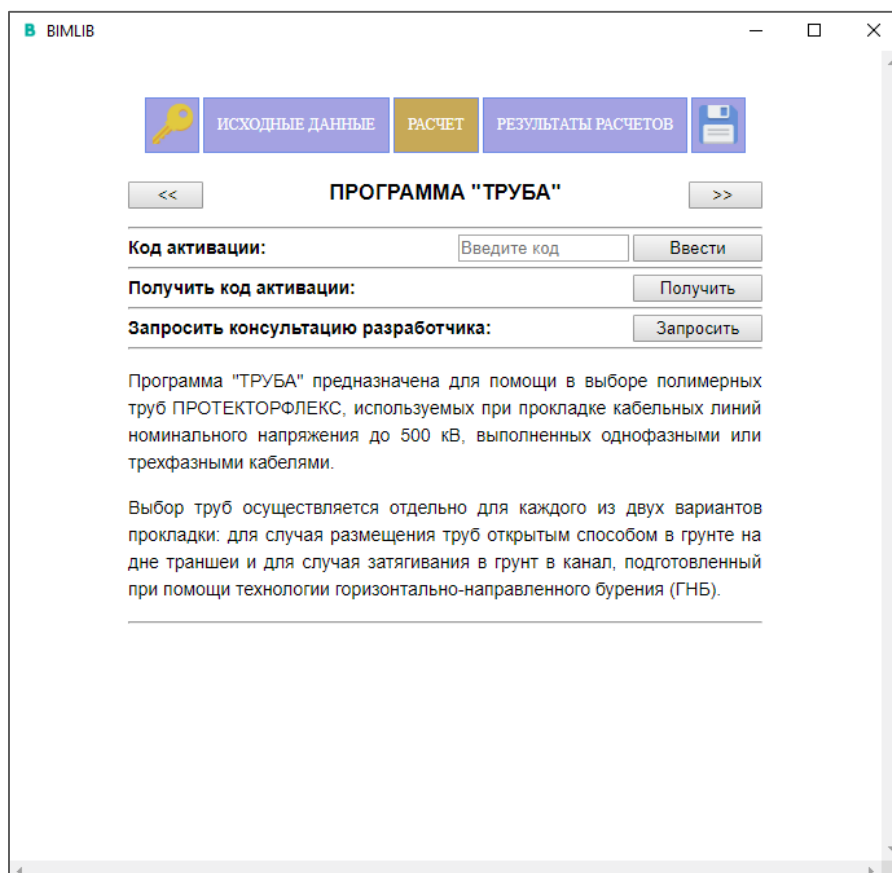 B BIMLIB
ИСХОДНЫЕ ДАННЫЕ РАСЧЕТ РЕЗУЛЬТАТЫ РАСЧЕТОВ
<< ПРОГРАММА "ТРУБА" >>
Код активации: Введите код Ввести
Получить код активации: Получить
Запросить консультацию разработчика: Запросить
Программа "ТРУБА" предназначена для помощи в выборе полимерных
труб ПРОТЕКТОРФЛЕКС, используемых при прокладке кабельных линий
номинального напряжения до 500 кВ, выполненных однофазными или
трехфазными кабелями.
Выбор труб осуществляется отдельно для каждого из двух вариантов
прокладки: для случая размещения труб открытым способом в грунте на
дне траншеи и для случая затягивания в грунт в канал, подготовленный
при помощи технологии горизонтально-направленного бурения (ГНБ).